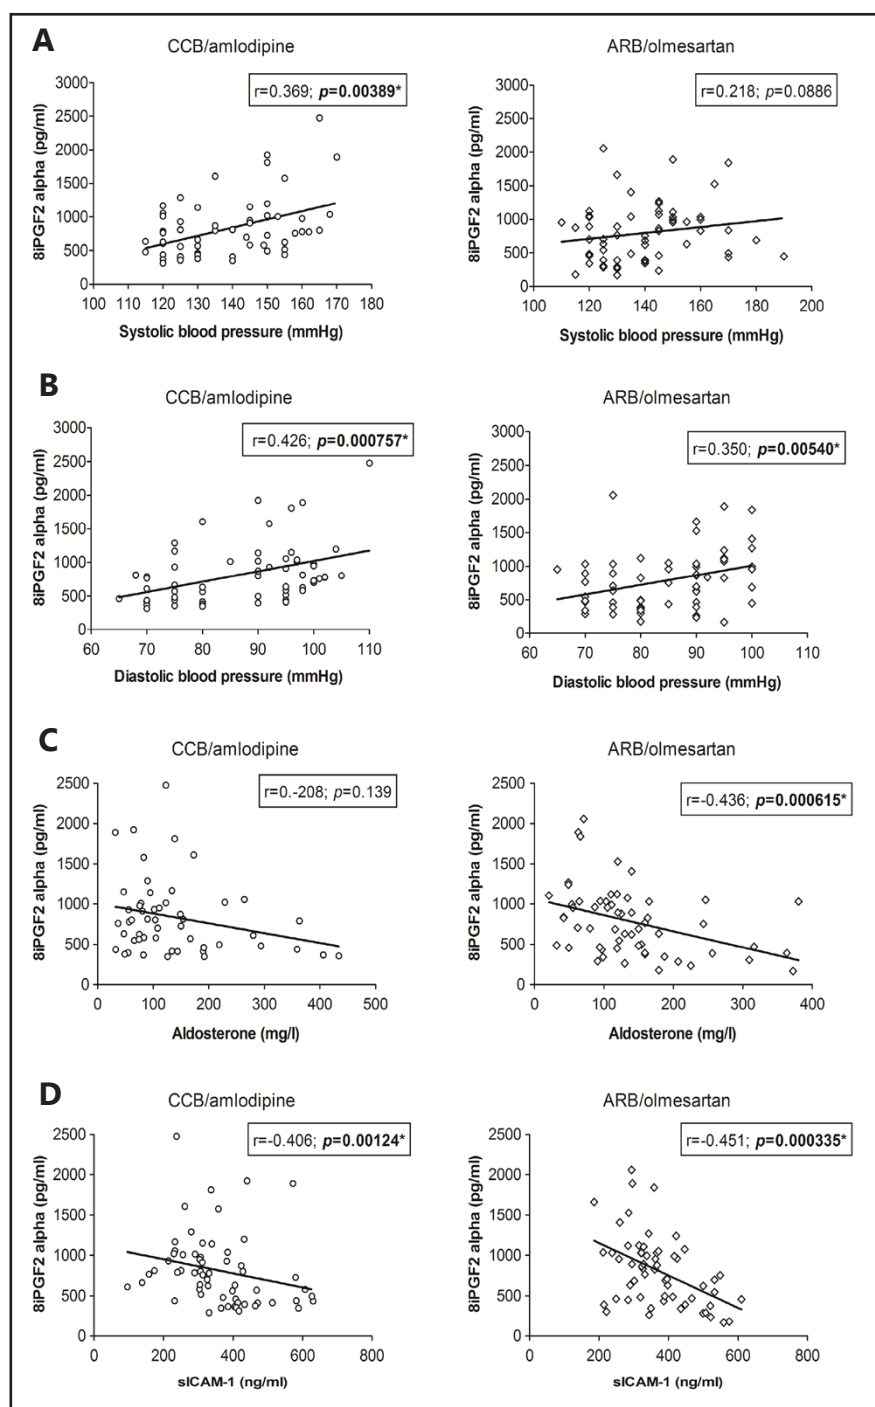 A
CCB/amlodipine
r=0.369; p=0.00389*
8iPGF2 alpha (pg/ml)
3000
2500
2000
1500
1000
500
0
100 110 120 130 140 150 160 170 180
Systolic blood pressure (mmHg)
ARB/olmesartan
r=0.218; p=0.0886
8iPGF2 alpha (pg/ml)
3000
2500
2000
1500
1000
500
0
100 120 140 160 180 200
Systolic blood pressure (mmHg)
B
CCB/amlodipine
r=0.426; p=0.000757*
8iPGF2 alpha (pg/ml)
3000
2500
2000
1500
1000
500
0
60 70 80 90 100 110
Diastolic blood pressure (mmHg)
ARB/olmesartan
r=0.350; p=0.00540*
8iPGF2 alpha (pg/ml)
3000
2500
2000
1500
1000
500
0
60 70 80 90 100 110
Diastolic blood pressure (mmHg)
C
CCB/amlodipine
r=0.-208; p=0.139
8iPGF2 alpha (pg/ml)
2500
2000
1500
1000
500
0
0 100 200 300 400 500
Aldosterone (mg/l)
ARB/olmesartan
r=-0.436; p=0.000615*
8iPGF2 alpha (pg/ml)
2500
2000
1500
1000
500
0
0 100 200 300 400
Aldosterone (mg/l)
D
CCB/amlodipine
r=-0.406; p=0.00124*
8iPGF2 alpha (pg/ml)
2500
2000
1500
1000
500
0
0 200 400 600 800
sICAM-1 (ng/ml)
ARB/olmesartan
r=-0.451; p=0.000335*
8iPGF2 alpha (pg/ml)
2500
2000
1500
1000
500
0
0 200 400 600 800
sICAM-1 (ng/ml)